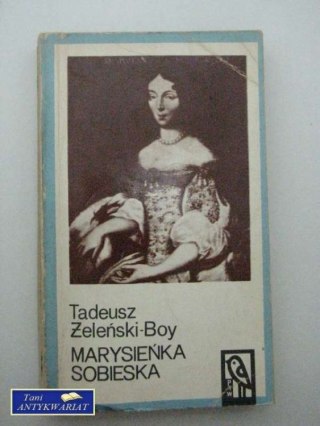 Tadeusz
Żeleński-Boy
MARYSIEŃKA
SOBIESKA
Tani
ANTYKWARIAT